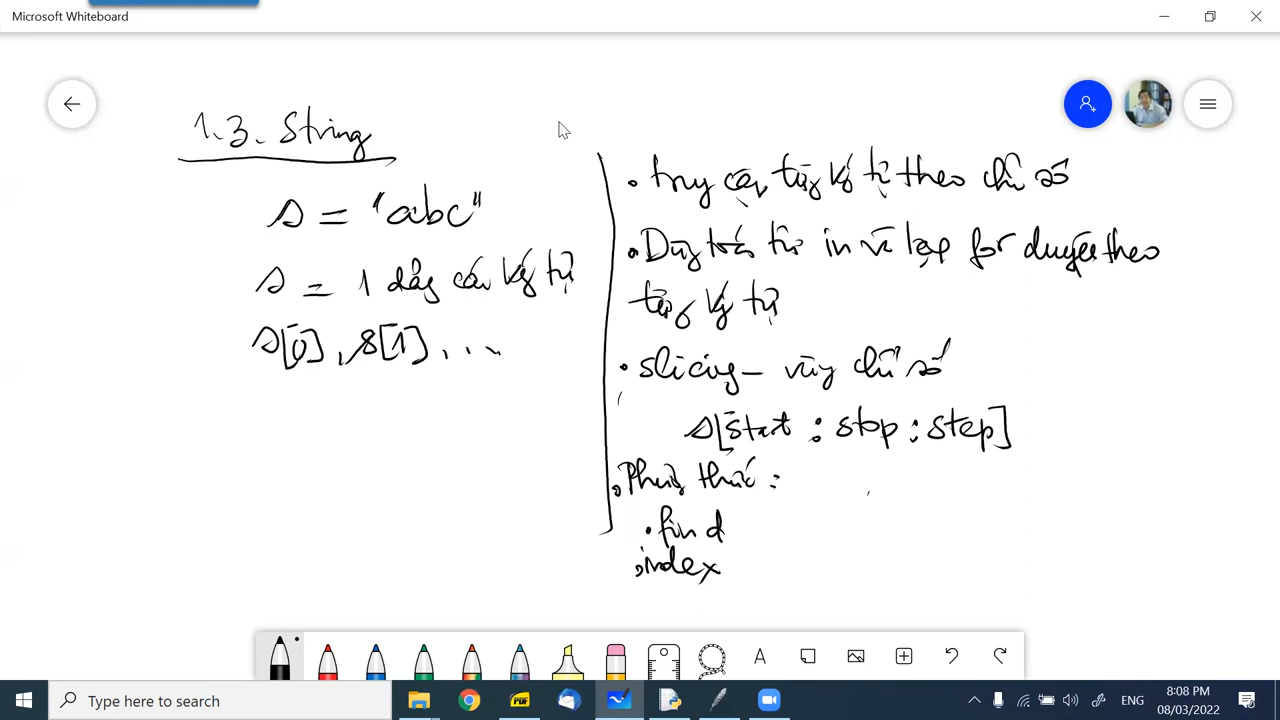 Microsoft Whiteboard
1.3. String
s = "abc"
s = 1 dãy các ký tự
s[0], s[1], ...
• truy cập từng ký tự theo chỉ số
• Dùng toán tử in và lặp for duyệt theo
từng ký tự
• slicing - vùng chỉ số
s[start : stop : step]
• Phương thức :
• find
• index
Type here to search
ENG
8:08 PM
08/03/2022